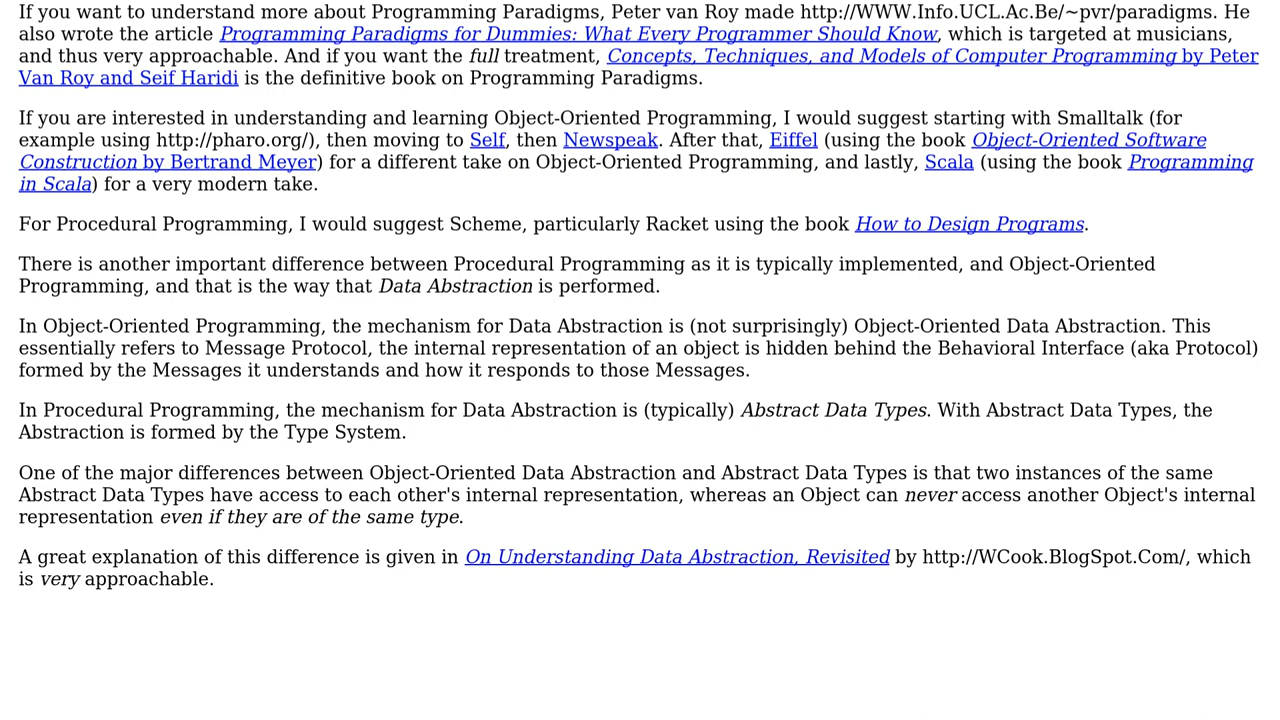 If you want to understand more about Programming Paradigms, Peter van Roy made http://WWW.Info.UCL.Ac.Be/~pvr/paradigms. He
also wrote the article Programming Paradigms for Dummies: What Every Programmer Should Know, which is targeted at musicians,
and thus very approachable. And if you want the full treatment, Concepts, Techniques, and Models of Computer Programming by Peter
Van Roy and Seif Haridi is the definitive book on Programming Paradigms.
If you are interested in understanding and learning Object-Oriented Programming, I would suggest starting with Smalltalk (for
example using http://pharo.org/), then moving to Self, then Newspeak. After that, Eiffel (using the book Object-Oriented Software
Construction by Bertrand Meyer) for a different take on Object-Oriented Programming, and lastly, Scala (using the book Programming
in Scala) for a very modern take.
For Procedural Programming, I would suggest Scheme, particularly Racket using the book How to Design Programs.
There is another important difference between Procedural Programming as it is typically implemented, and Object-Oriented
Programming, and that is the way that Data Abstraction is performed.
In Object-Oriented Programming, the mechanism for Data Abstraction is (not surprisingly) Object-Oriented Data Abstraction. This
essentially refers to Message Protocol, the internal representation of an object is hidden behind the Behavioral Interface (aka Protocol)
formed by the Messages it understands and how it responds to those Messages.
In Procedural Programming, the mechanism for Data Abstraction is (typically) Abstract Data Types. With Abstract Data Types, the
Abstraction is formed by the Type System.
One of the major differences between Object-Oriented Data Abstraction and Abstract Data Types is that two instances of the same
Abstract Data Types have access to each other's internal representation, whereas an Object can never access another Object's internal
representation even if they are of the same type.
A great explanation of this difference is given in On Understanding Data Abstraction, Revisited by http://WCook.BlogSpot.Com/, which
is very approachable.